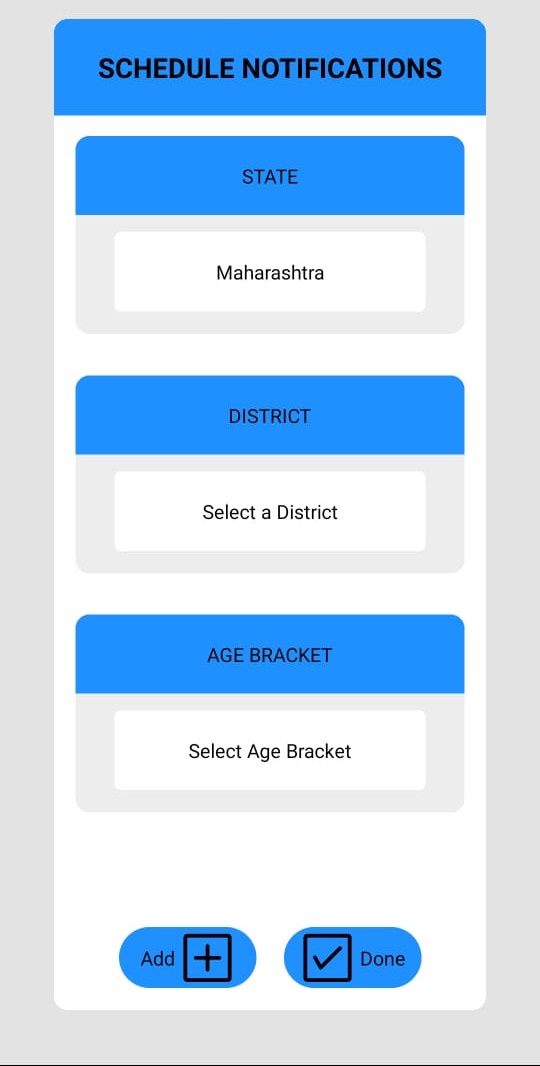 SCHEDULE NOTIFICATIONS
STATE
Maharashtra
DISTRICT
Select a District
AGE BRACKET
Select Age Bracket
Add
Done